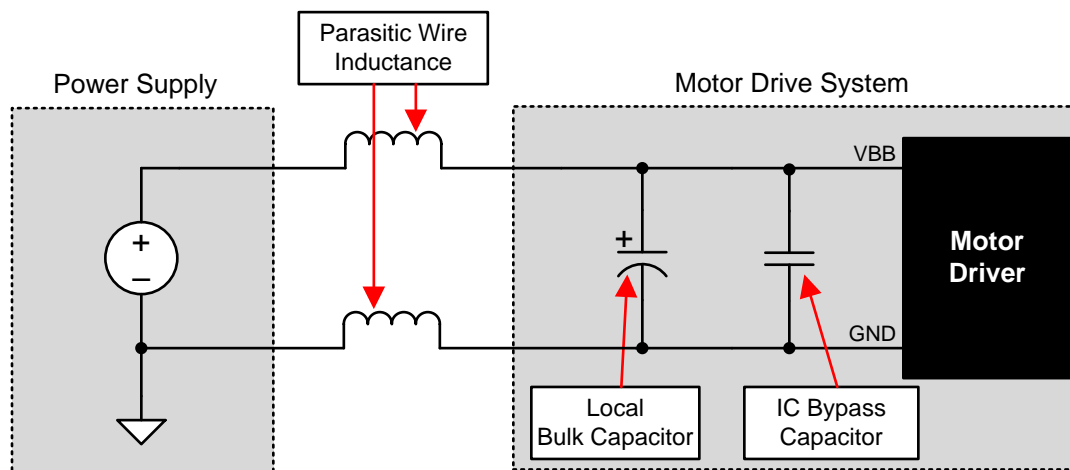 Parasitic Wire
Inductance
Power Supply
Motor Drive System
VBB
+
–
+
Motor
Driver
GND
Local
Bulk Capacitor
IC Bypass
Capacitor